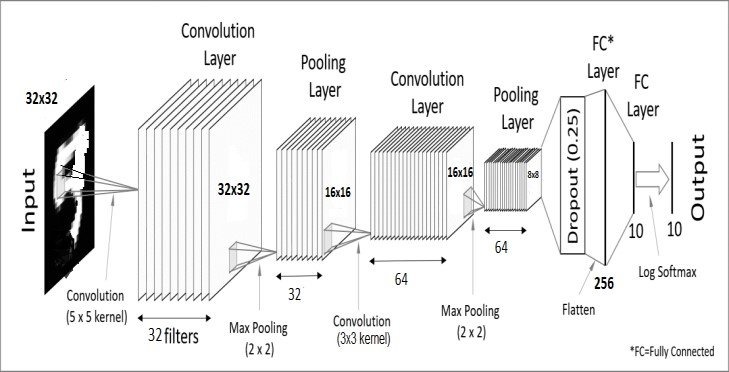 Convolution
Layer
Pooling
Layer
Convolution
Layer
Pooling
Layer
FC*
Layer
FC
Layer
32x32
Input
32x32
16x16
16x16
8x8
Dropout (0.25)
Output
Convolution
(5 x 5 kernel)
32 filters
Max Pooling
(2 x 2)
32
Convolution
(3x3 kernel)
64
Max Pooling
(2 x 2)
64
Flatten
256
10
10
Log Softmax
*FC=Fully Connected